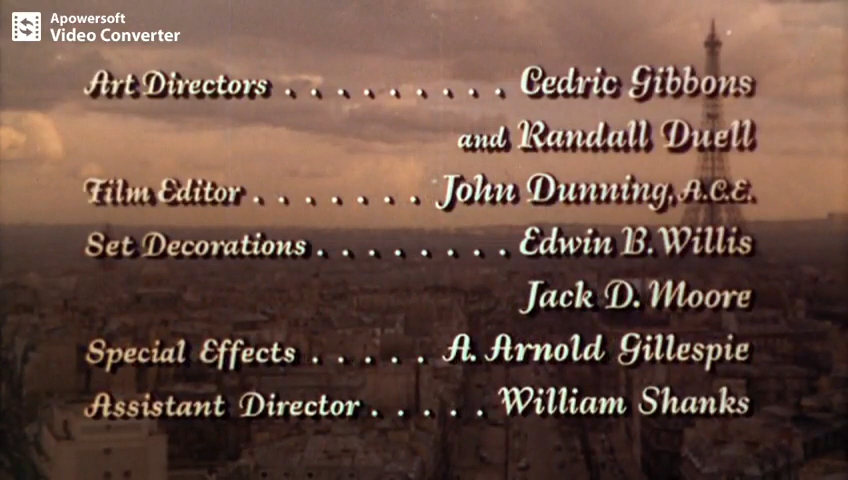 Apowersoft
Video Converter
Art Directors . . . . . . . . . Cedric Gibbons
and Randall Duell
Film Editor . . . . . . . John Dunning, A.C.E.
Set Decorations . . . . . . . . Edwin B. Willis
Jack D. Moore
Special Effects . . . . . A. Arnold Gillespie
Assistant Director . . . . . William Shanks